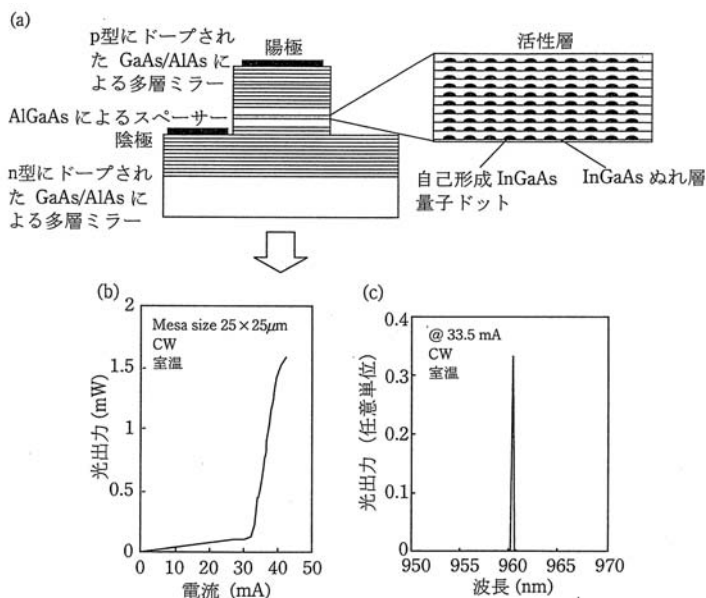 (a)
p型にドープされ
た GaAs/AlAs に
よる多層ミラー
陽極
活性層
AlGaAs によるスペーサー
陰極
n型にドープされ
た GaAs/AlAs に
よる多層ミラー
自己形成 InGaAs
量子ドット
InGaAs ぬれ層
(b)
Mesa size 25×25μm
CW
室温
光出力 (mW)
2
1.5
1
0.5
0
0 10 20 30 40 50
電流 (mA)
(c)
@ 33.5 mA
CW
室温
光出力 (任意単位)
0.4
0.3
0.2
0.1
0
950 955 960 965 970
波長 (nm)